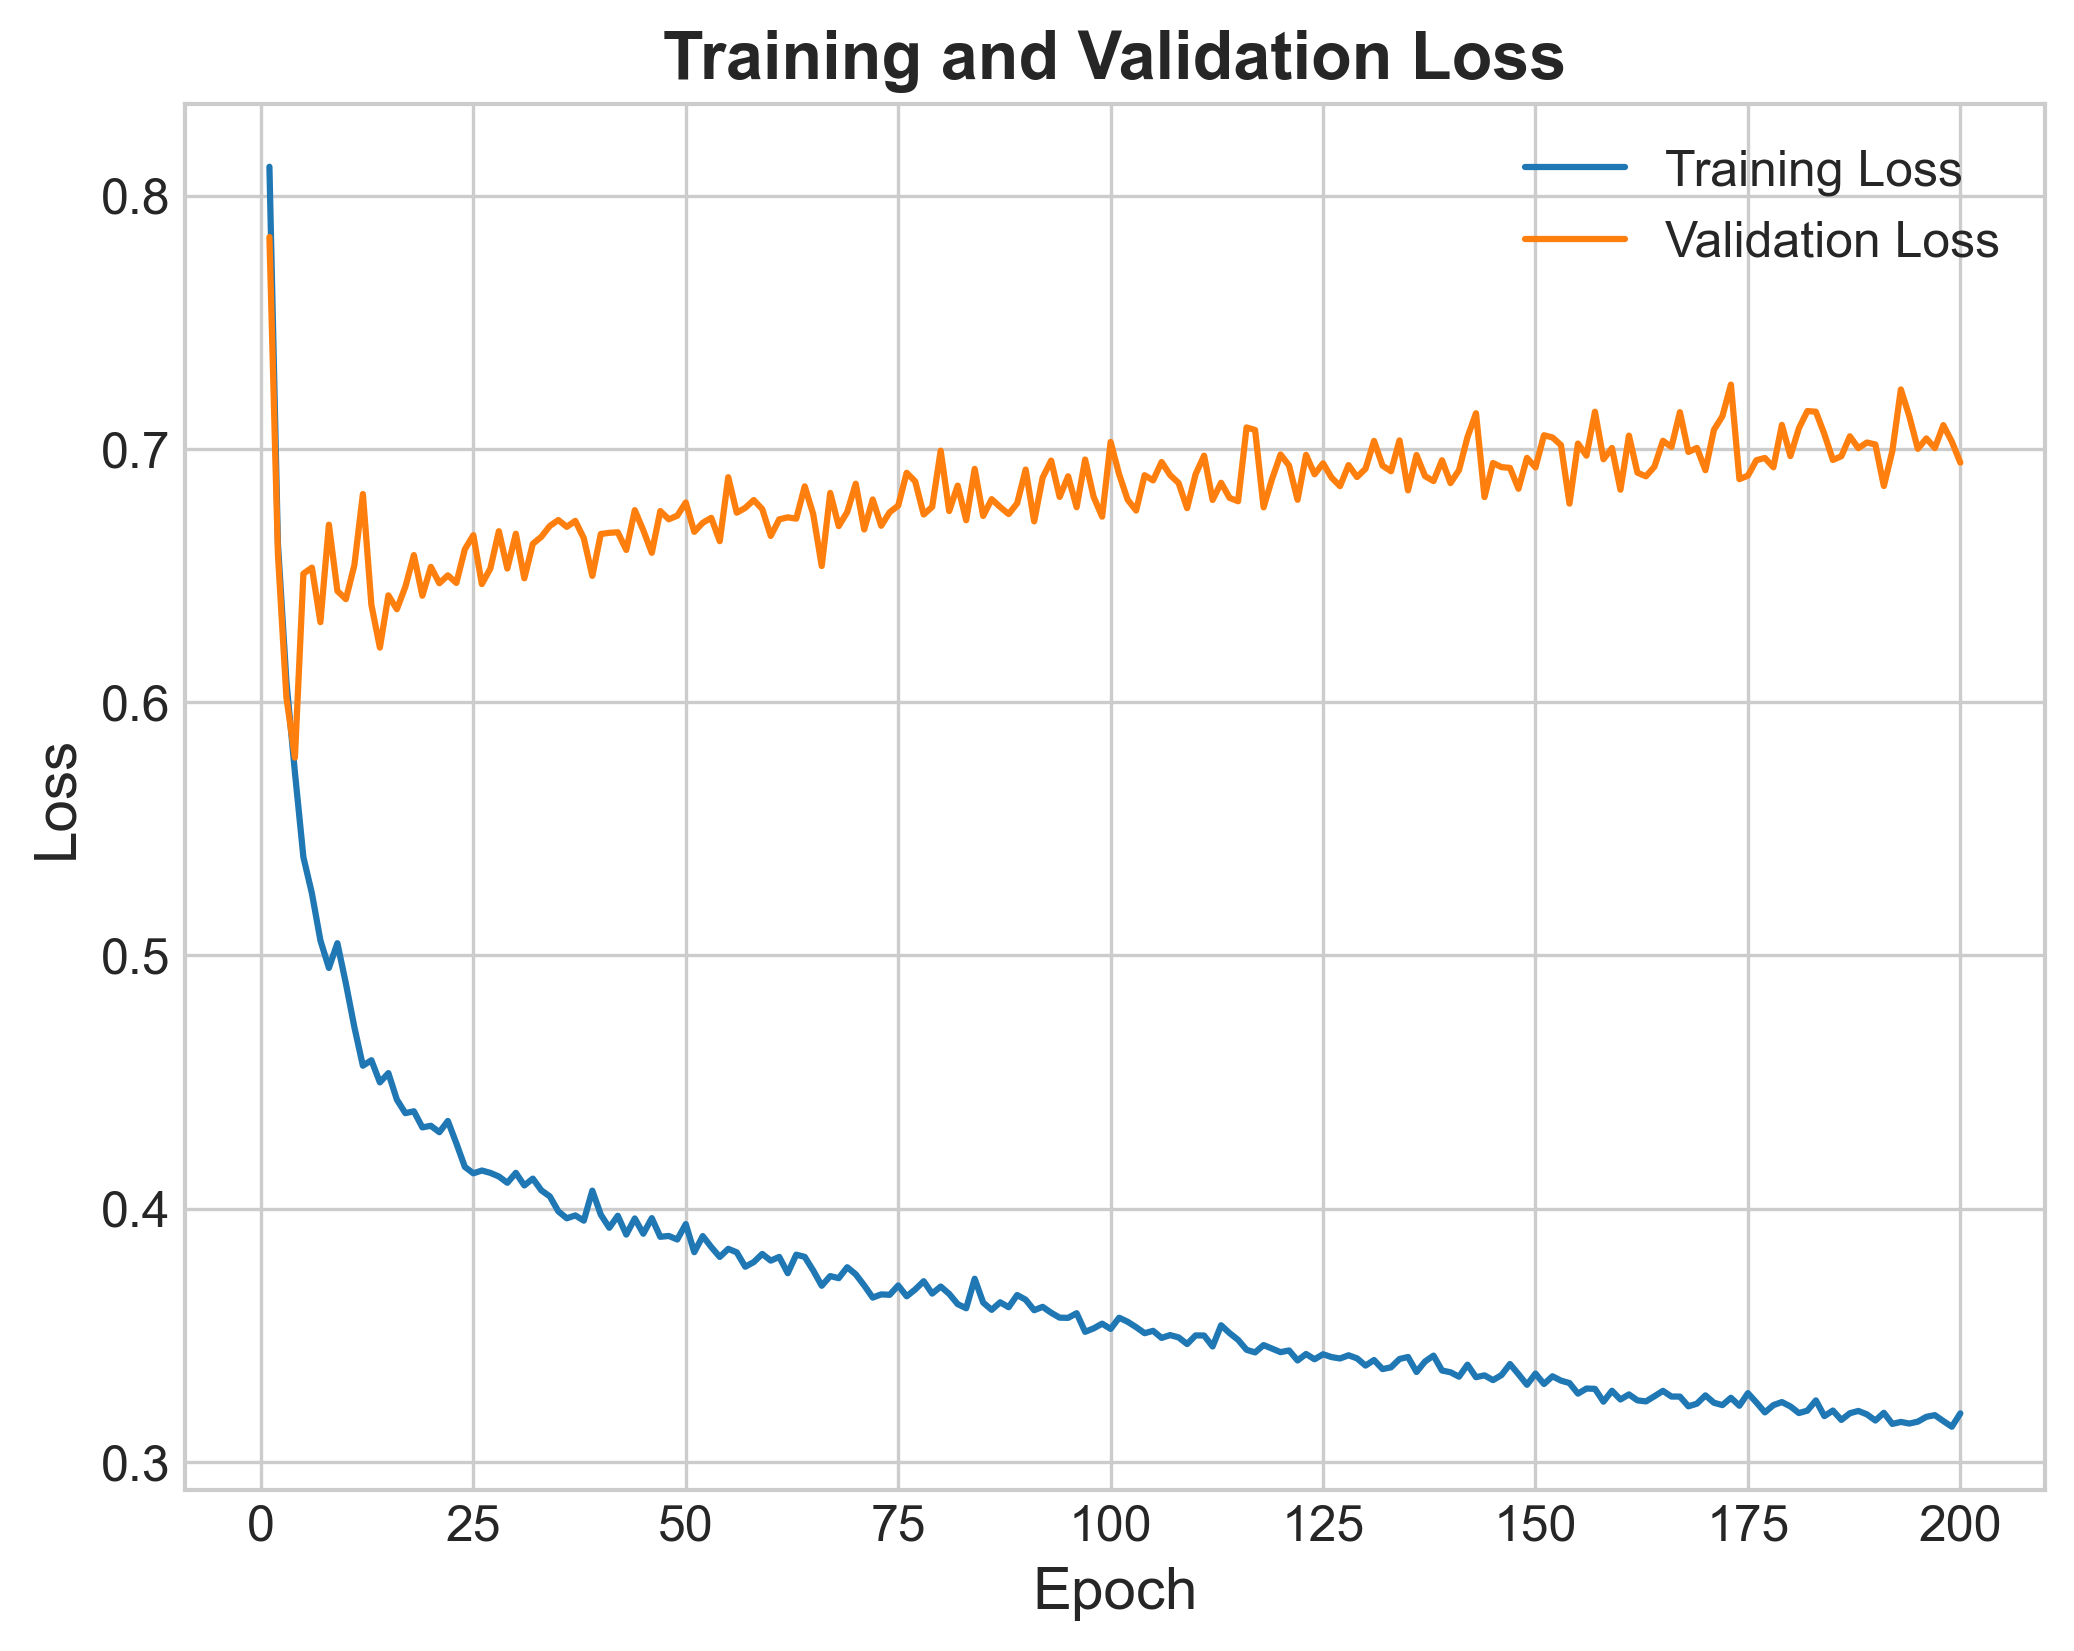 Training and Validation Loss
Training Loss
Validation Loss
0.8
0.7
0.6
0.5
0.4
0.3
Loss
0 25 50 75 100 125 150 175 200
Epoch